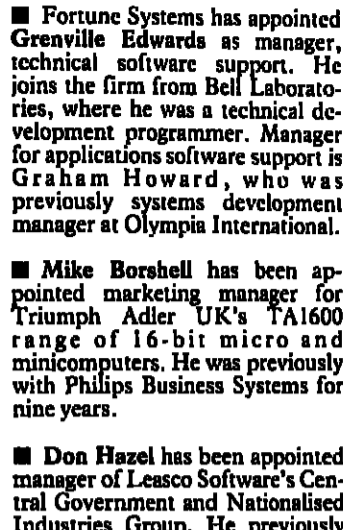 ■ Fortune Systems has appointed
Grenville Edwards as manager,
technical software support. He
joins the firm from Bell Laborato-
ries, where he was a technical de-
velopment programmer. Manager
for applications software support is
Graham Howard, who was
previously systems development
manager at Olympia International.
■ Mike Borshell has been ap-
pointed marketing manager for
Triumph Adler UK's TA1600
range of 16-bit micro and
minicomputers. He was previously
with Philips Business Systems for
nine years.
■ Don Hazel has been appointed
manager of Leasco Software's Cen-
tral Government and Nationalised
Industries Group. He previously